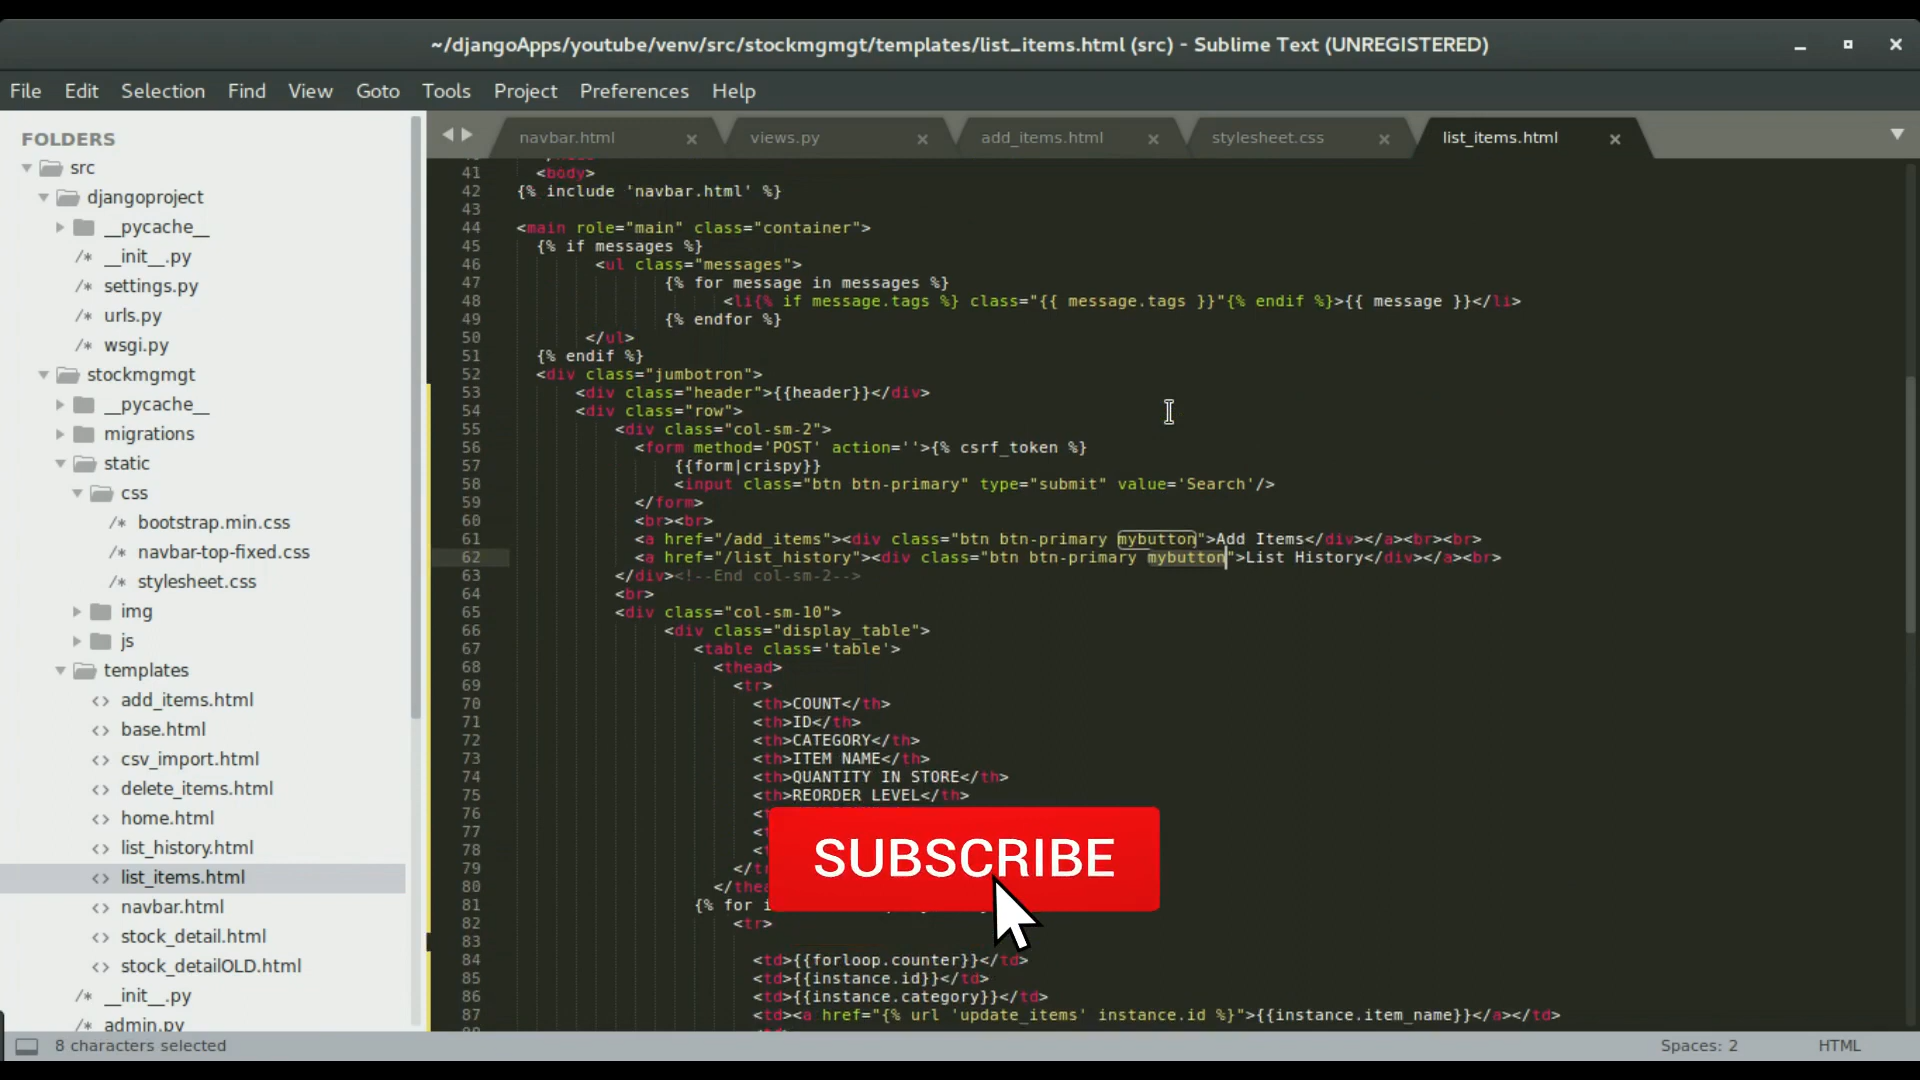 ~/djangoApps/youtube/venv/src/stockmgmgt/templates/list_items.html (src) - Sublime Text (UNREGISTERED)
File Edit Selection Find View Goto Tools Project Preferences Help
FOLDERS
src
djangoproject
__pycache__
/* __init__.py
/* settings.py
/* urls.py
/* wsgi.py
stockmgmgt
__pycache__
migrations
static
css
/* bootstrap.min.css
/* navbar-top-fixed.css
/* stylesheet.css
img
js
templates
<> add_items.html
<> base.html
<> csv_import.html
<> delete_items.html
<> home.html
<> list_history.html
<> list_items.html
<> navbar.html
<> stock_detail.html
<> stock_detailOLD.html
/* __init__.py
/* admin.py
navbar.html views.py add_items.html stylesheet.css list_items.html
41 <body>
42 {% include 'navbar.html' %}
43
44 <main role="main" class="container">
45 {% if messages %}
46 <ul class="messages">
47 {% for message in messages %}
48 <li{% if message.tags %} class="{{ message.tags }}"{% endif %}>{{ message }}</li>
49 {% endfor %}
50 </ul>
51 {% endif %}
52 <div class="jumbotron">
53 <div class="header">{{header}}</div>
54 <div class="row">
55 <div class="col-sm-2">
56 <form method='POST' action=''>{% csrf_token %}
57 {{form|crispy}}
58 <input class="btn btn-primary" type="submit" value='Search'/>
59 </form>
60 <br><br>
61 <a href="/add_items"><div class="btn btn-primary mybutton">Add Items</div></a><br><br>
62 <a href="/list_history"><div class="btn btn-primary mybutton">List History</div></a><br>
63 </div><!--End col-sm-2-->
64 <br>
65 <div class="col-sm-10">
66 <div class="display_table">
67 <table class='table'>
68 <thead>
69 <tr>
70 <th>COUNT</th>
71 <th>ID</th>
72 <th>CATEGORY</th>
73 <th>ITEM NAME</th>
74 <th>QUANTITY IN STORE</th>
75 <th>REORDER LEVEL</th>
76 <t
77 <t
78 <t
79 </t
80 </thea
81 {% for i
82 <tr>
83
84 <td>{{forloop.counter}}</td>
85 <td>{{instance.id}}</td>
86 <td>{{instance.category}}</td>
87 <td><a href="{% url 'update_items' instance.id %}">{{instance.item_name}}</a></td>
SUBSCRIBE
8 characters selected Spaces: 2 HTML